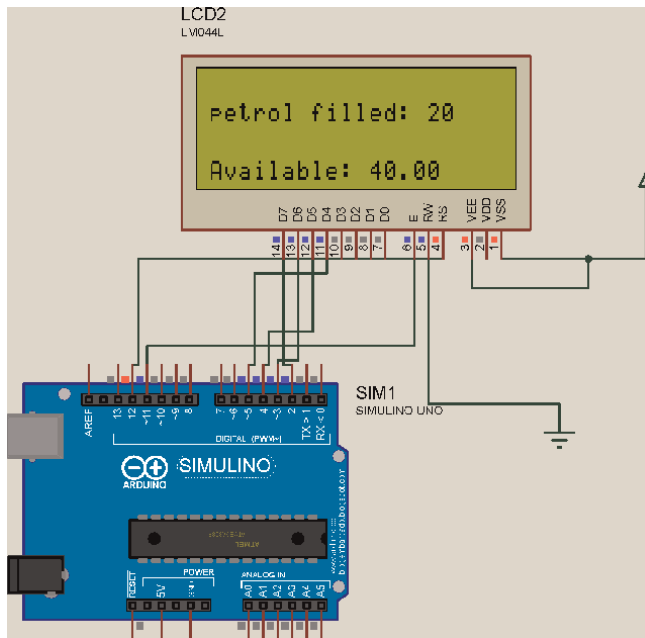 LCD2
LM044L
petrol filled: 20
Available: 40.00
D7 D6 D5 D4 D3 D2 D1 D0 E RW RS VEE VDD VSS
14 13 12 11 10 9 8 7 6 5 4 3 2 1
SIM1
SIMULINO UNO
AREF 13 12 ~11 ~10 ~9 8 7 ~6 ~5 4 ~3 2 TX > 1 RX < 0
DIGITAL (PWM~)
SIMULINO
ARDUINO
ATMEL
POWER
ANALOG IN
RESET 5V GND A0 A1 A2 A3 A4 A5